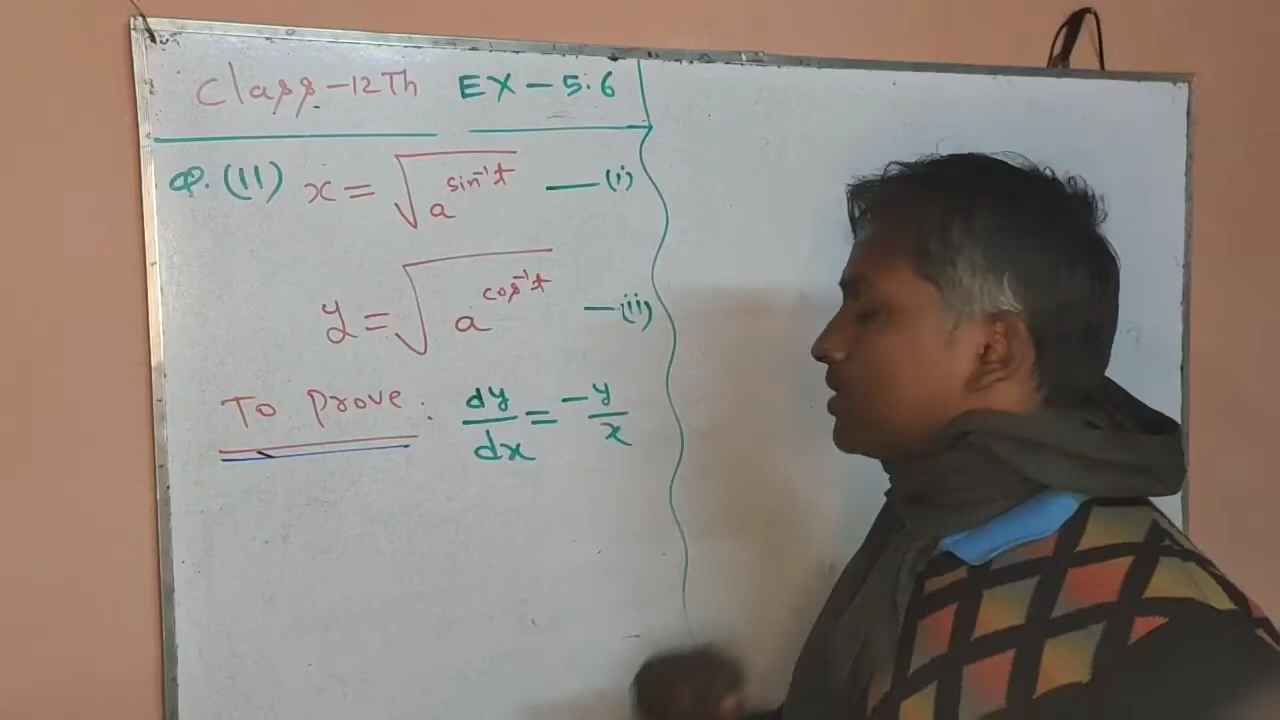 Class-12Th EX-5.6
Q.(11) x = √a^sin⁻¹t —(i)
y = √a^cos⁻¹t —(ii)
To prove: dy/dx = -y/x